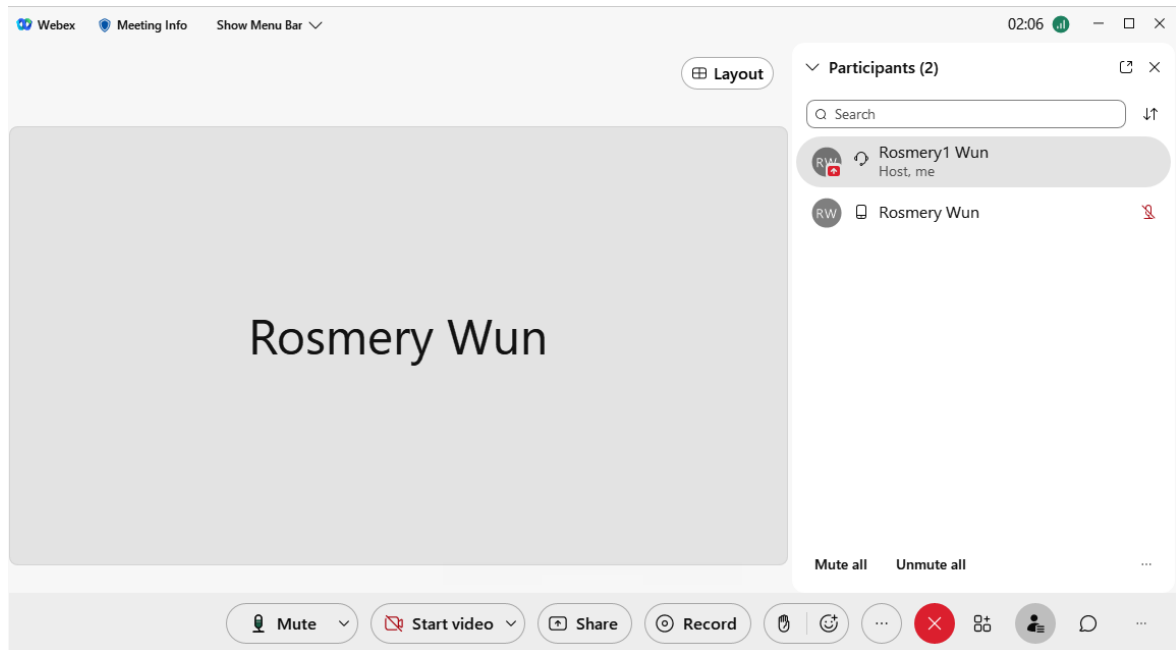 Webex Meeting Info Show Menu Bar 02:06
Layout
Participants (2)
Search
RW Rosmery1 Wun
Host, me
RW Rosmery Wun
Rosmery Wun
Mute all Unmute all
Mute Start video Share Record